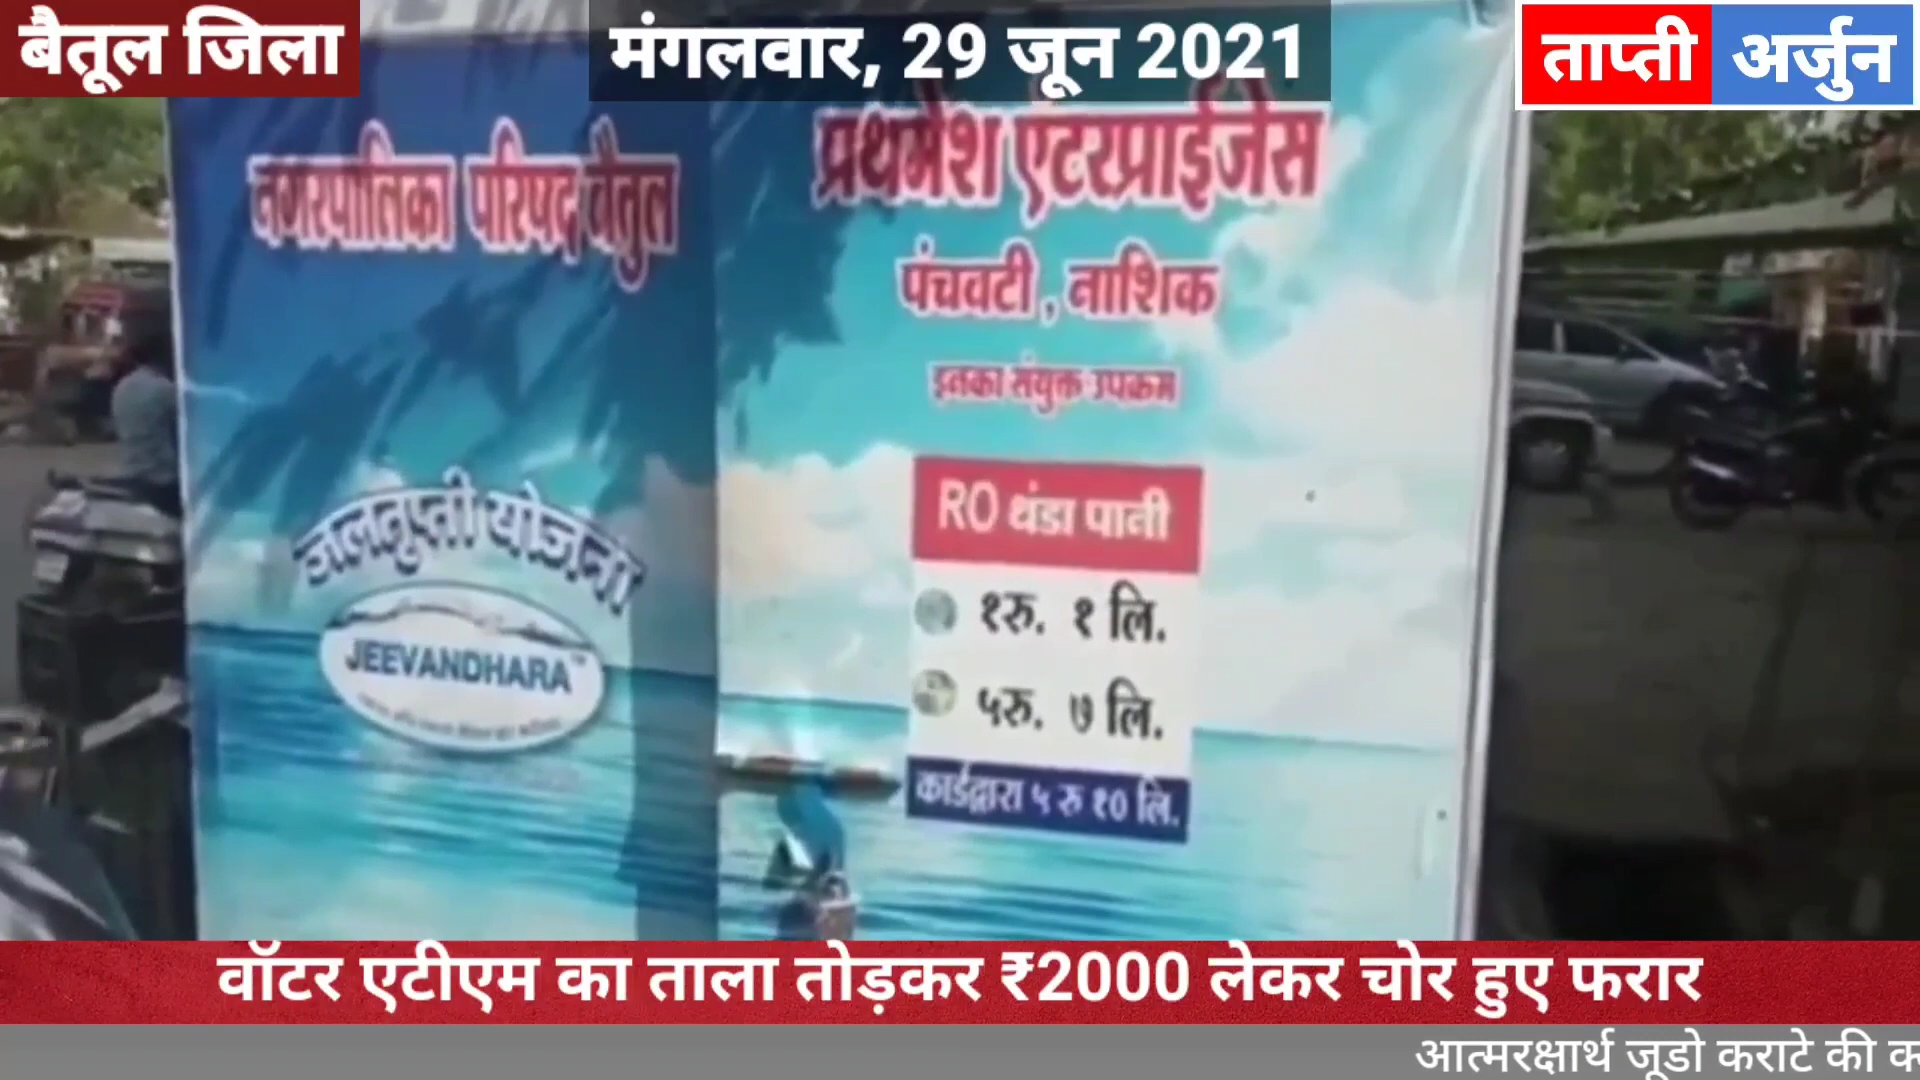 बैतूल जिला
मंगलवार, 29 जून 2021
ताप्ती अर्जुन
नगरपालिका परिषद बैतुल
प्रथमेश एंटरप्राईजेस
पंचवटी , नाशिक
इनका संयुक्त उपक्रम
जलतृप्ती योजना
JEEVANDHARA™
RO थंडा पानी
१रु. १ लि.
५रु. ७ लि.
कार्डद्वारा ५ रु १० लि.
वॉटर एटीएम का ताला तोड़कर ₹2000 लेकर चोर हुए फरार
आत्मरक्षार्थ जूडो कराटे की